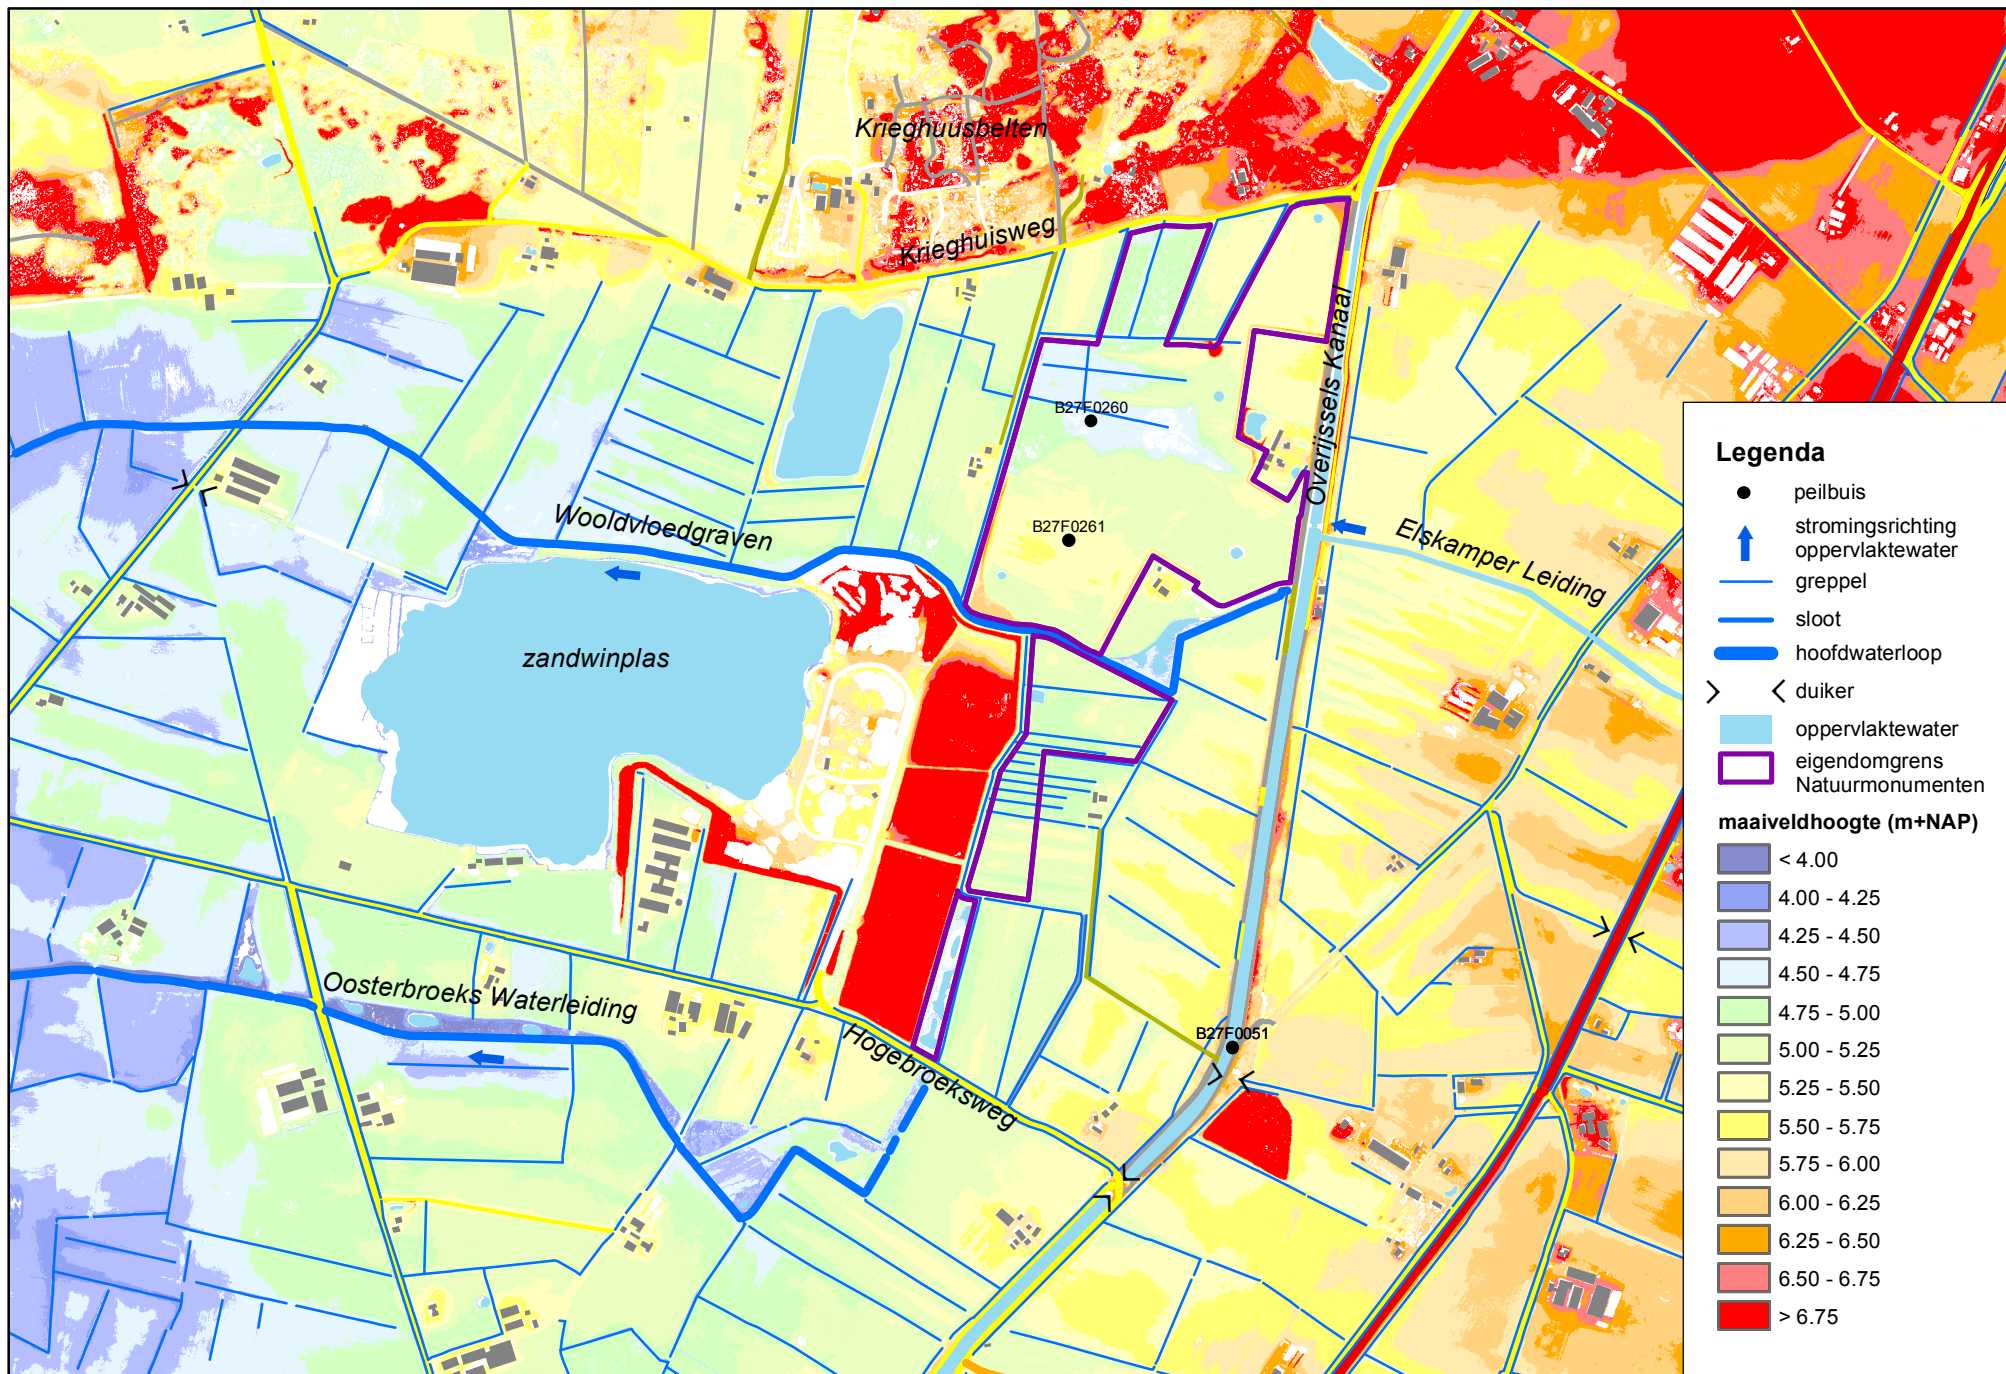 Krieghuusbelten
Krieghuisweg
Overijssels Kanaal
B27F0260
B27F0261
Wooldvloedgraven
Elskamper Leiding
zandwinplas
Oosterbroeks Waterleiding
Hogebroeksweg
B27F0051
Legenda
peilbuis
stromingsrichting
oppervlaktewater
greppel
sloot
hoofdwaterloop
duiker
oppervlaktewater
eigendomgrens
Natuurmonumenten
maaiveldhoogte (m+NAP)
< 4.00
4.00 - 4.25
4.25 - 4.50
4.50 - 4.75
4.75 - 5.00
5.00 - 5.25
5.25 - 5.50
5.50 - 5.75
5.75 - 6.00
6.00 - 6.25
6.25 - 6.50
6.50 - 6.75
> 6.75